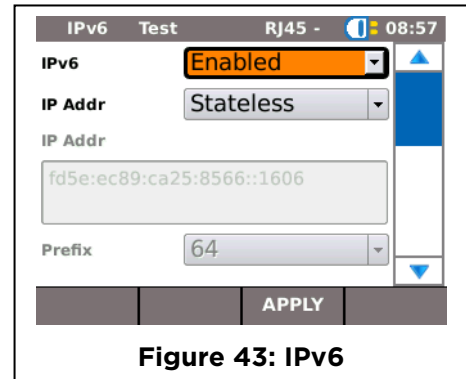 IPv6 Test RJ45 - 08:57
IPv6 Enabled
IP Addr Stateless
IP Addr
fd5e:ec89:ca25:8566::1606
Prefix 64
APPLY
Figure 43: IPv6